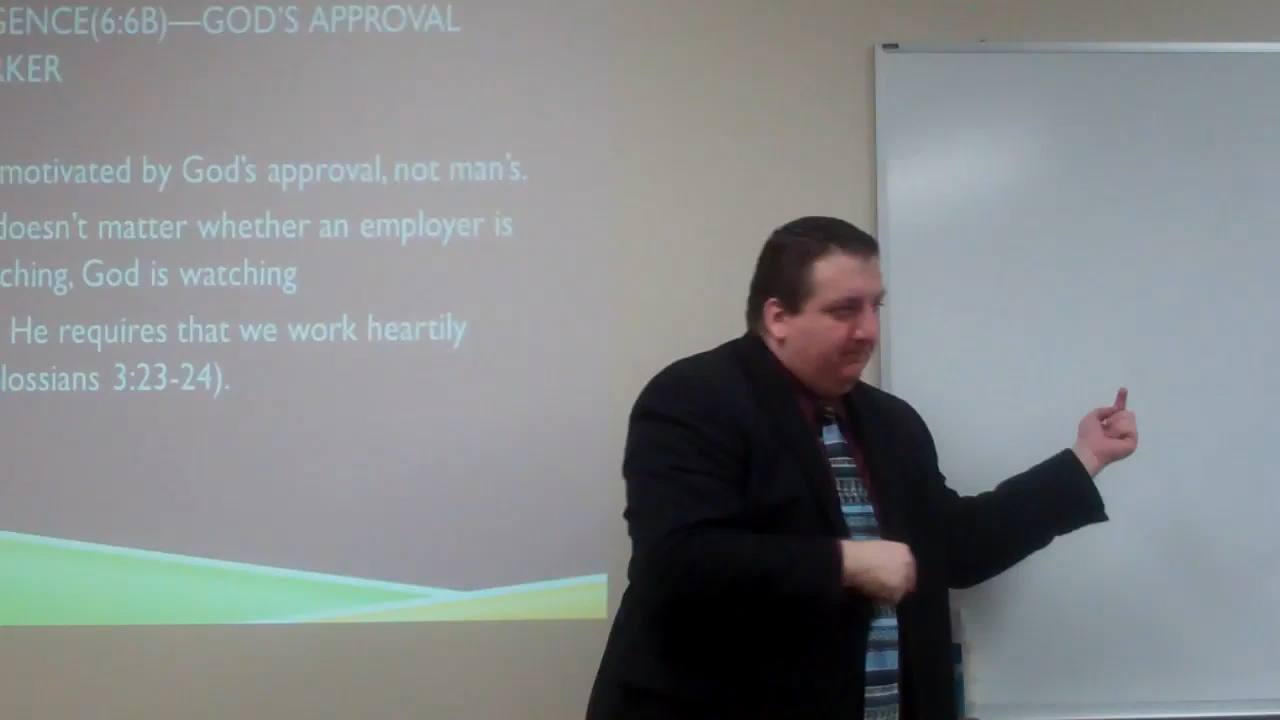 GENCE(6:6B)—GOD'S APPROVAL
RKER
motivated by God's approval, not man's.
doesn't matter whether an employer is
ching, God is watching
He requires that we work heartily
lossians 3:23-24).